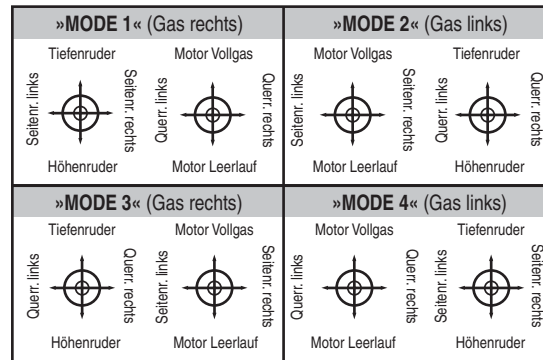 »MODE 1« (Gas rechts)
Tiefenruder
Seitenr. links
Seitenr. rechts
Höhenruder
Motor Vollgas
Querr. links
Querr. rechts
Motor Leerlauf
»MODE 2« (Gas links)
Motor Vollgas
Seitenr. links
Seitenr. rechts
Motor Leerlauf
Tiefenruder
Querr. links
Querr. rechts
Höhenruder
»MODE 3« (Gas rechts)
Tiefenruder
Querr. links
Querr. rechts
Höhenruder
Motor Vollgas
Seitenr. links
Seitenr. rechts
Motor Leerlauf
»MODE 4« (Gas links)
Motor Vollgas
Querr. links
Querr. rechts
Motor Leerlauf
Tiefenruder
Seitenr. links
Seitenr. rechts
Höhenruder